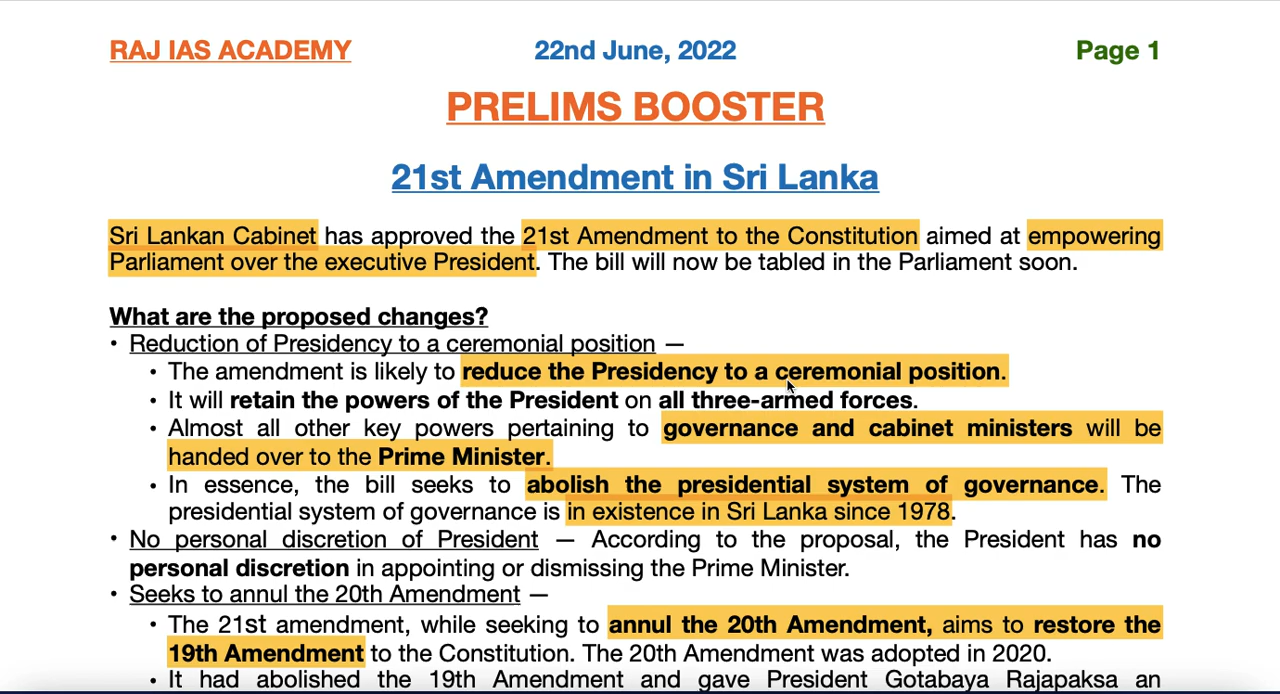 RAJ IAS ACADEMY 22nd June, 2022 Page 1
PRELIMS BOOSTER
21st Amendment in Sri Lanka
Sri Lankan Cabinet has approved the 21st Amendment to the Constitution aimed at empowering
Parliament over the executive President. The bill will now be tabled in the Parliament soon.
What are the proposed changes?
• Reduction of Presidency to a ceremonial position —
• The amendment is likely to reduce the Presidency to a ceremonial position.
• It will retain the powers of the President on all three-armed forces.
• Almost all other key powers pertaining to governance and cabinet ministers will be
handed over to the Prime Minister.
• In essence, the bill seeks to abolish the presidential system of governance. The
presidential system of governance is in existence in Sri Lanka since 1978.
• No personal discretion of President — According to the proposal, the President has no
personal discretion in appointing or dismissing the Prime Minister.
• Seeks to annul the 20th Amendment —
• The 21st amendment, while seeking to annul the 20th Amendment, aims to restore the
19th Amendment to the Constitution. The 20th Amendment was adopted in 2020.
• It had abolished the 19th Amendment and gave President Gotabaya Rajapaksa an